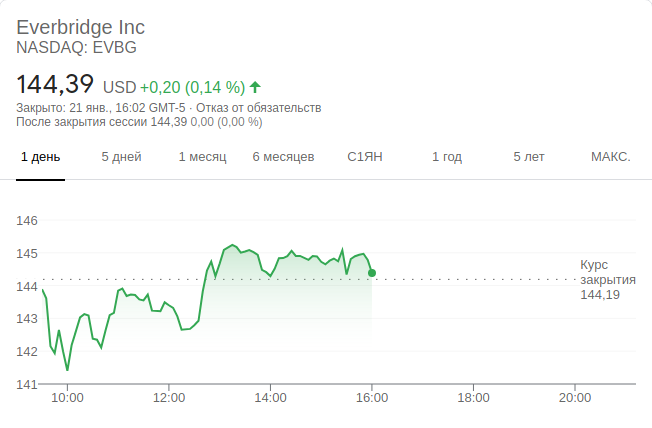 Everbridge Inc
NASDAQ: EVBG
144,39 USD +0,20 (0,14 %)
Закрыто: 21 янв., 16:02 GMT-5 · Отказ от обязательств
После закрытия сессии 144,39 0,00 (0,00 %)
1 день 5 дней 1 месяц 6 месяцев С1ЯН 1 год 5 лет МАКС.
146
145
144
143
142
141
Курс
закрытия
144,19
10:00 12:00 14:00 16:00 18:00 20:00